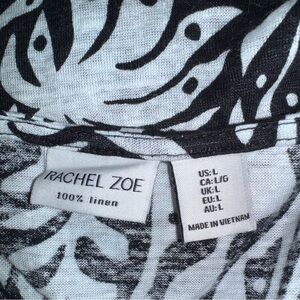 RACHEL ZOE
100% linen
US: L
CA: L/G
UK: L
EU: L
AU: L
MADE IN VIETNAM